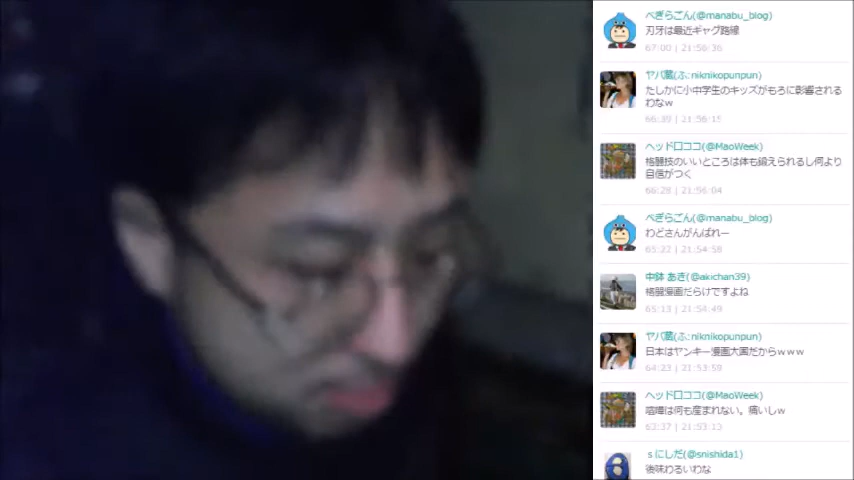 べぎらごん(@manabu_blog)
刃牙は最近ギャグ路線
67:00 | 21:56:36
ヤバ蔵(ふ:niknikopunpun)
たしかに小中学生のキッズがもろに影響される
わなw
66:39 | 21:56:15
ヘッドロココ(@MaoWeek)
格闘技のいいところは体も鍛えられるし何より
自信がつく
66:28 | 21:56:04
べぎらごん(@manabu_blog)
わどさんがんばれー
65:22 | 21:54:58
中鉢 あき(@akichan39)
格闘漫画だらけですよね
65:13 | 21:54:49
ヤバ蔵(ふ:niknikopunpun)
日本はヤンキー漫画大国だからｗｗｗ
64:23 | 21:53:59
ヘッドロココ(@MaoWeek)
喧嘩は何も産まれない。痛いしw
63:37 | 21:53:13
ｓにしだ(@snishida1)
後味わるいわな